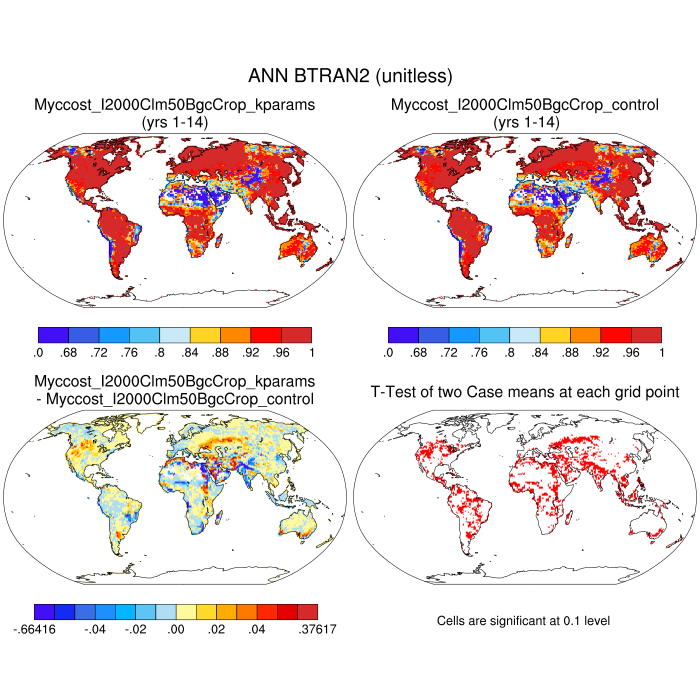 ANN BTRAN2 (unitless)
Myccost_I2000Clm50BgcCrop_kparams
(yrs 1-14)
Myccost_I2000Clm50BgcCrop_control
(yrs 1-14)
.0 .68 .72 .76 .8 .84 .88 .92 .96 1
.0 .68 .72 .76 .8 .84 .88 .92 .96 1
Myccost_I2000Clm50BgcCrop_kparams
- Myccost_I2000Clm50BgcCrop_control
T-Test of two Case means at each grid point
-.66416 -.04 -.02 .00 .02 .04 .37617
Cells are significant at 0.1 level